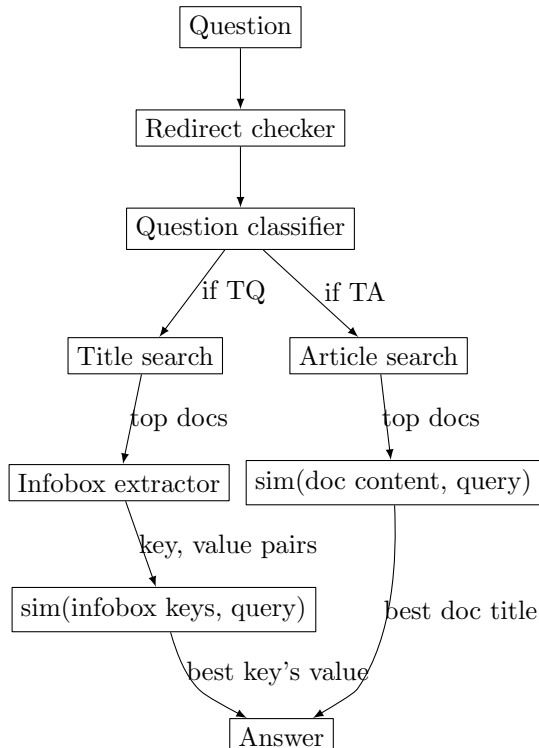 Question
Redirect checker
Question classifier
if TQ
if TA
Title search
Article search
top docs
top docs
Infobox extractor
sim(doc content, query)
key, value pairs
sim(infobox keys, query)
best doc title
best key's value
Answer